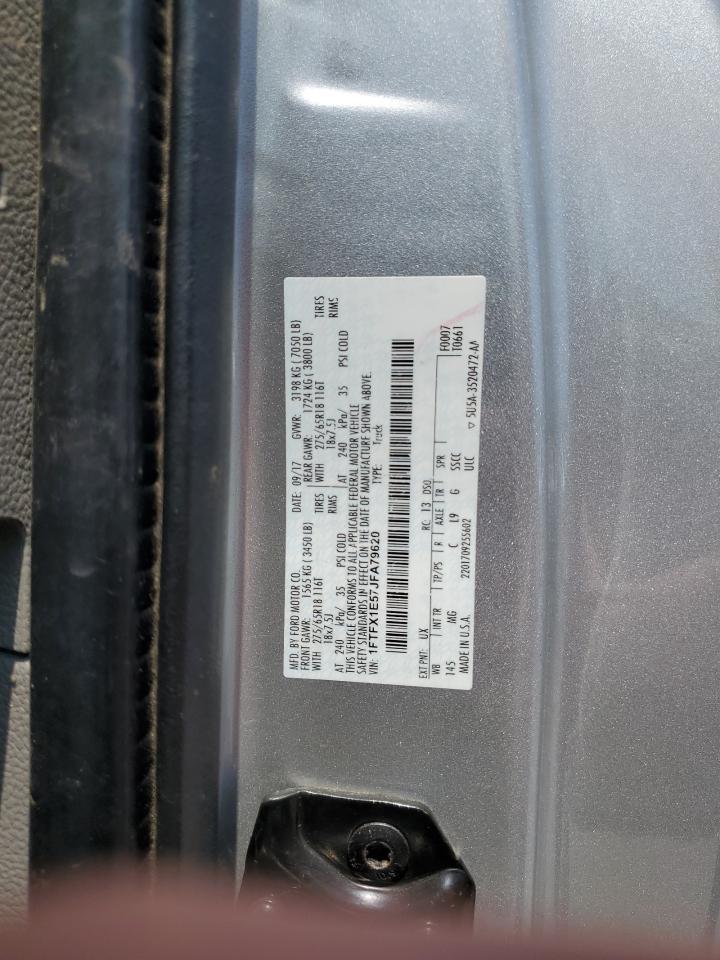 MFD. BY FORD MOTOR CO.
DATE: 09/17 GVWR: 3198 KG ( 7050 LB)
FRONT GAWR: 1565 KG ( 3450 LB) REAR GAWR: 1724 KG ( 3800 LB)
WITH 275/65R18 116T TIRES WITH 275/65R18 116T TIRES
18x7.5J RIMS 18x7.5J RIMS
AT 240 kPa/ 35 PSI COLD AT 240 kPa/ 35 PSI COLD
THIS VEHICLE CONFORMS TO ALL APPLICABLE FEDERAL MOTOR VEHICLE
SAFETY STANDARDS IN EFFECT ON THE DATE OF MANUFACTURE SHOWN ABOVE.
VIN: 1FTFX1E57JFA79620 TYPE: Truck
EXT PNT: UX RC: 13 DSO: F0007
WB INT TR TP/PS R AXLE TR SPR T0661
145 MG C L9 G SSCC
MADE IN U.S.A. 2201709255602 ULC ▽ 5U5A-3520472-AA